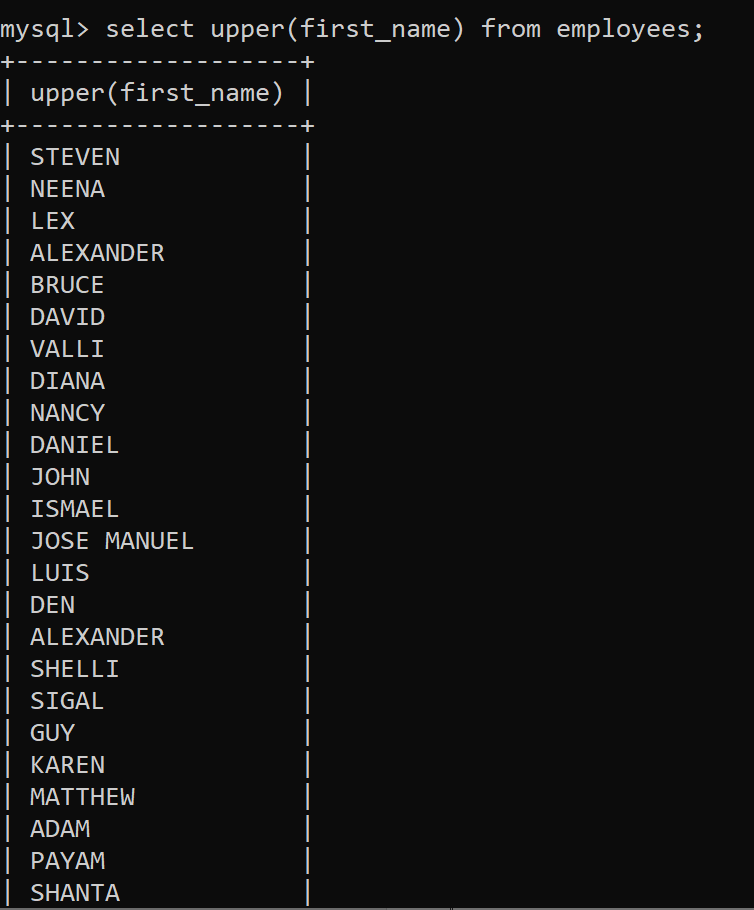 mysql> select upper(first_name) from employees;
+-------------------+
| upper(first_name) |
+-------------------+
| STEVEN            |
| NEENA             |
| LEX               |
| ALEXANDER         |
| BRUCE             |
| DAVID             |
| VALLI             |
| DIANA             |
| NANCY             |
| DANIEL            |
| JOHN              |
| ISMAEL            |
| JOSE MANUEL       |
| LUIS              |
| DEN               |
| ALEXANDER         |
| SHELLI            |
| SIGAL             |
| GUY               |
| KAREN             |
| MATTHEW           |
| ADAM              |
| PAYAM             |
| SHANTA            |